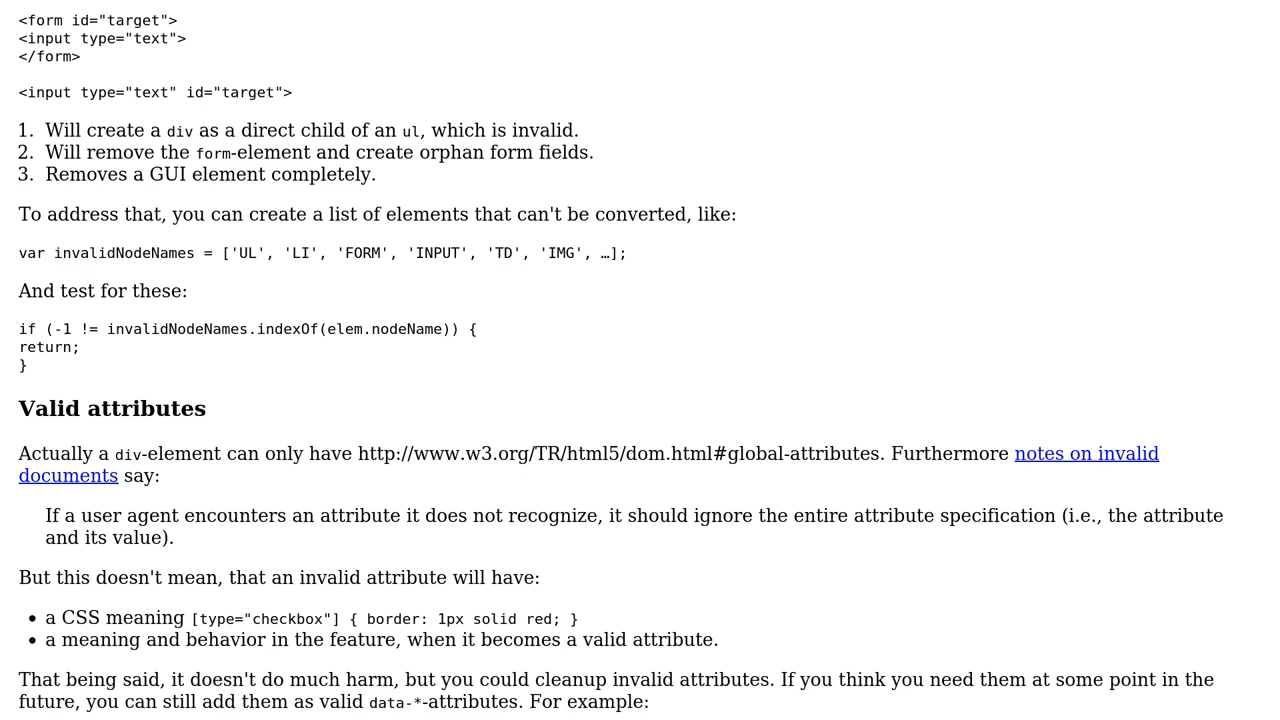 <form id="target">
<input type="text">
</form>
<input type="text" id="target">
1. Will create a div as a direct child of an ul, which is invalid.
2. Will remove the form-element and create orphan form fields.
3. Removes a GUI element completely.
To address that, you can create a list of elements that can't be converted, like:
var invalidNodeNames = ['UL', 'LI', 'FORM', 'INPUT', 'TD', 'IMG', …];
And test for these:
if (-1 != invalidNodeNames.indexOf(elem.nodeName)) {
return;
}
Valid attributes
Actually a div-element can only have http://www.w3.org/TR/html5/dom.html#global-attributes. Furthermore notes on invalid
documents say:
If a user agent encounters an attribute it does not recognize, it should ignore the entire attribute specification (i.e., the attribute
and its value).
But this doesn't mean, that an invalid attribute will have:
• a CSS meaning [type="checkbox"] { border: 1px solid red; }
• a meaning and behavior in the feature, when it becomes a valid attribute.
That being said, it doesn't do much harm, but you could cleanup invalid attributes. If you think you need them at some point in the
future, you can still add them as valid data-*-attributes. For example: